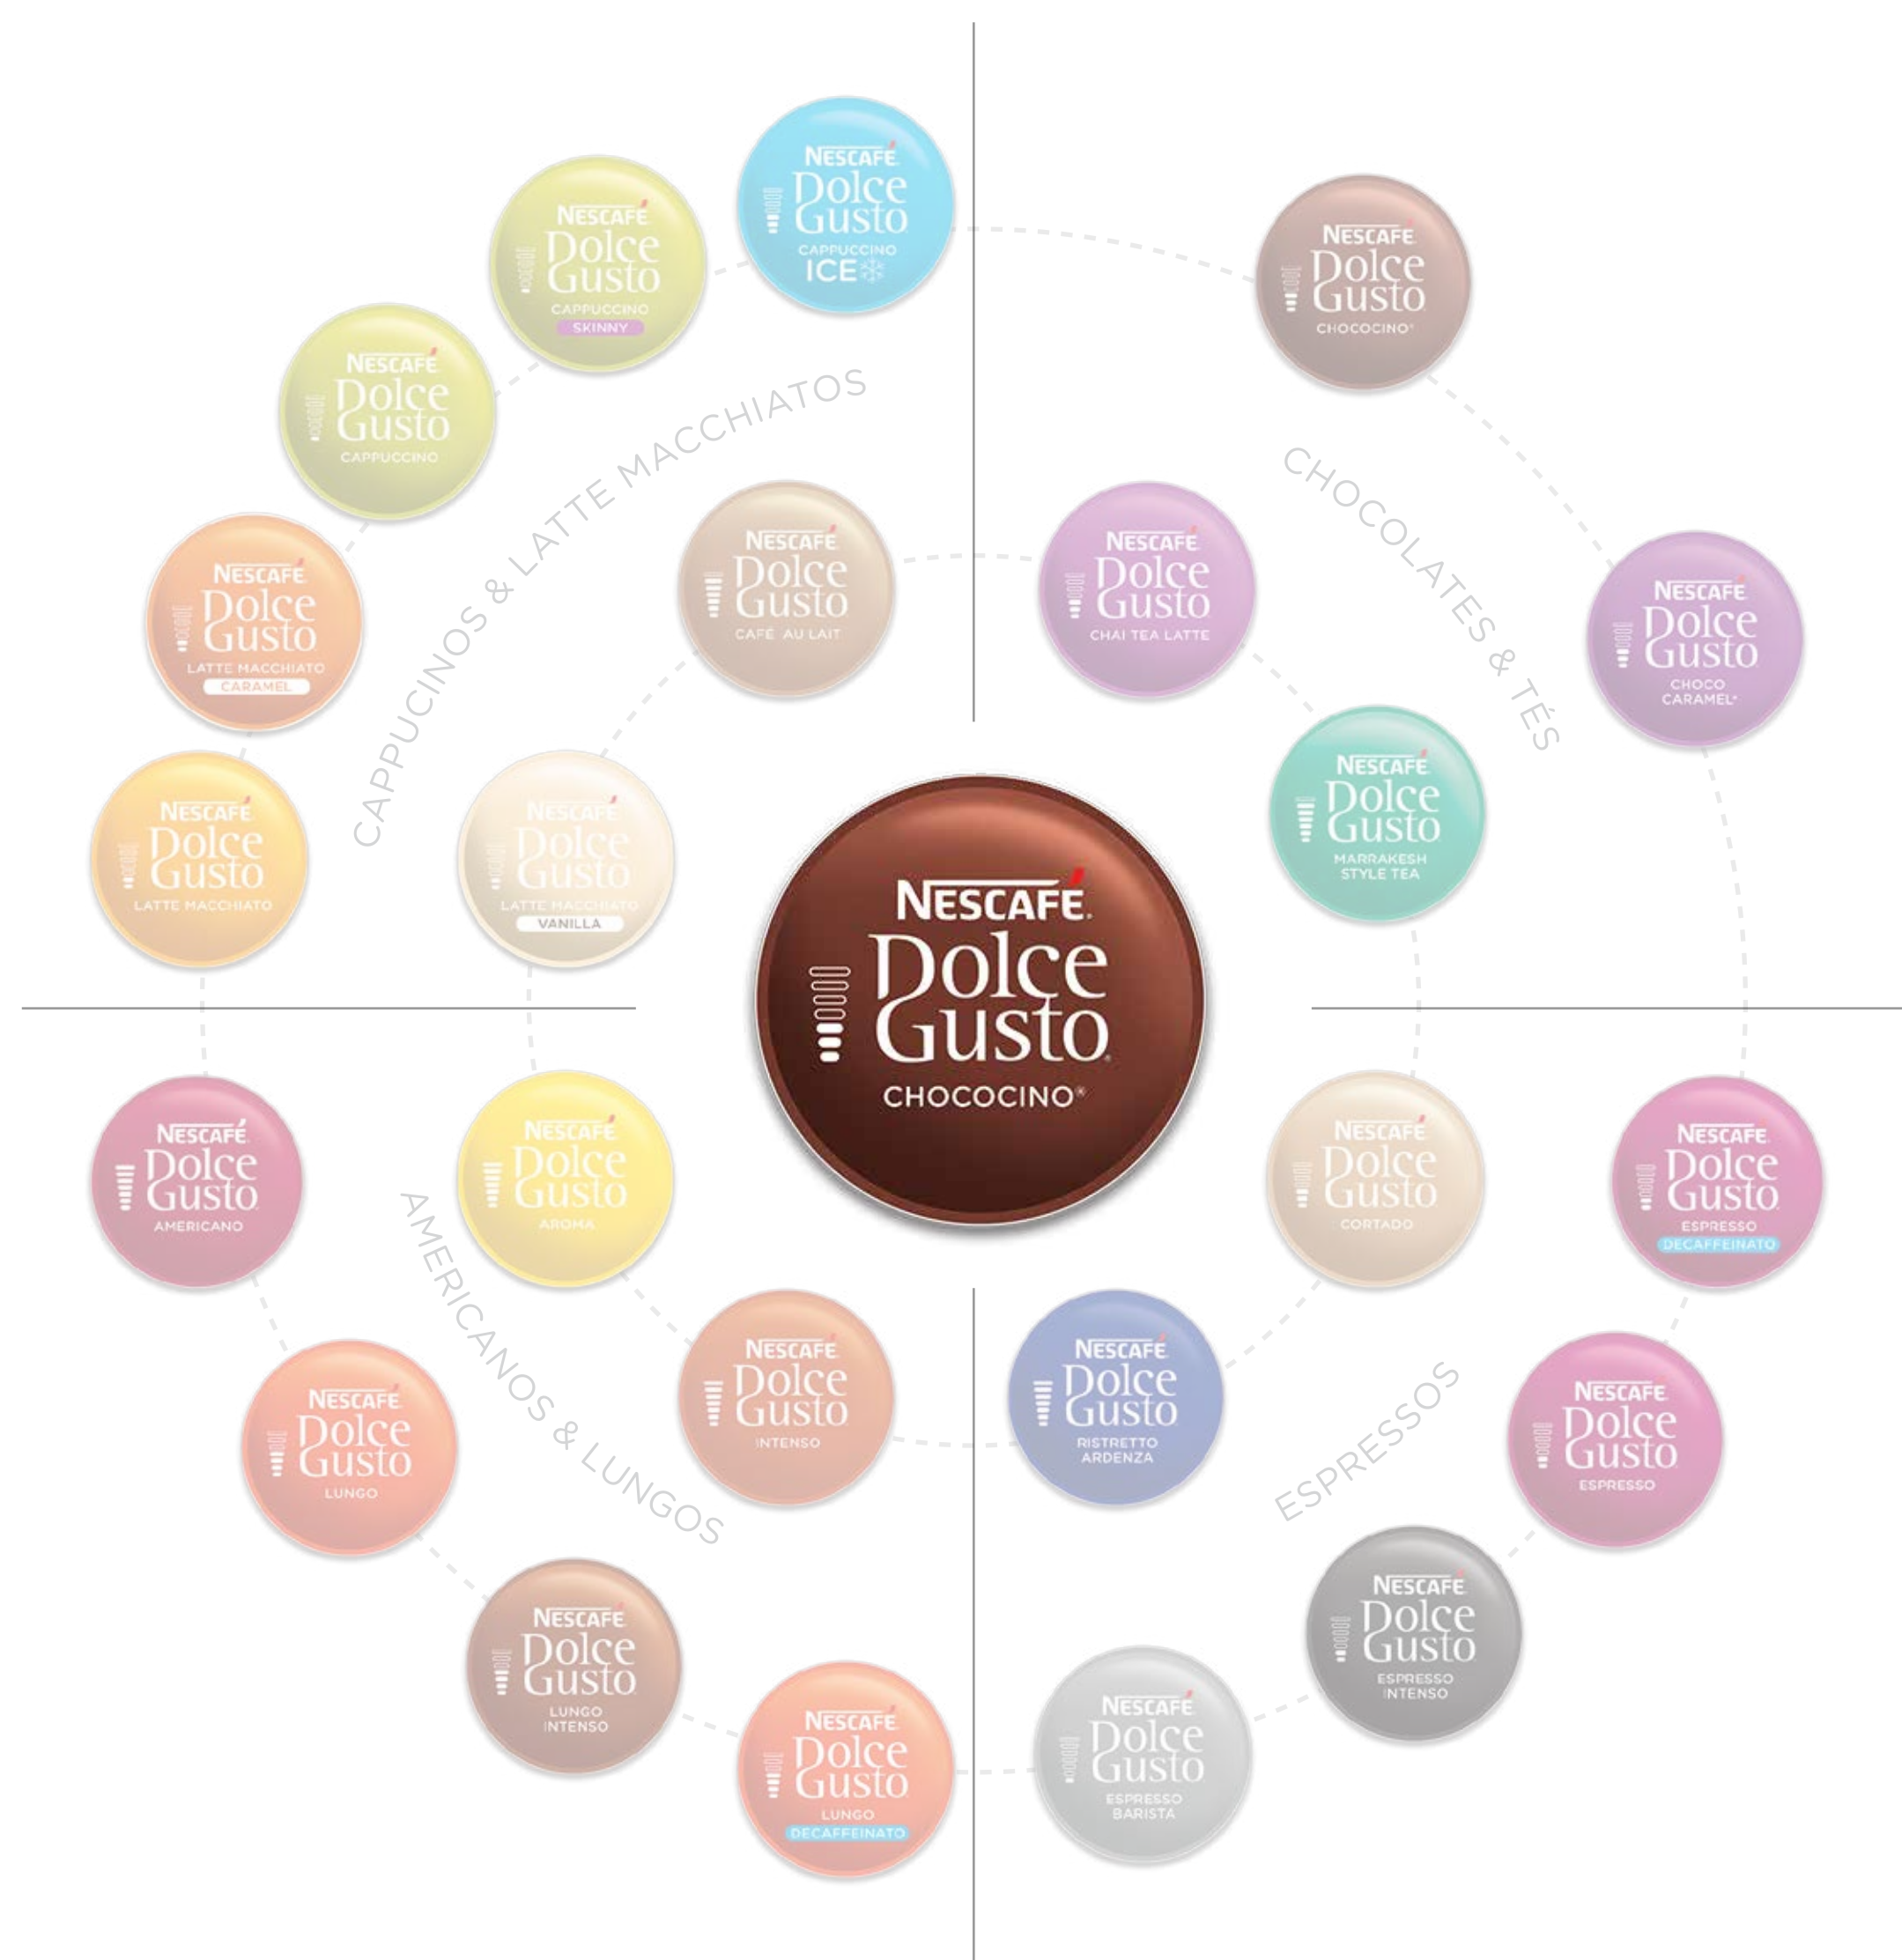 NESCAFÉ
Dolce
Gusto
CAPPUCCINO
ICE
NESCAFÉ
Dolce
Gusto
CAPPUCCINO
SKINNY
NESCAFÉ
Dolce
Gusto
CAPPUCCINO
NESCAFÉ
Dolce
Gusto
LATTE MACCHIATO
CARAMEL
NESCAFÉ
Dolce
Gusto
LATTE MACCHIATO
CAPPUCINOS & LATTE MACCHIATOS
NESCAFÉ
Dolce
Gusto
CAFÉ AU LAIT
NESCAFÉ
Dolce
Gusto
LATTE MACCHIATO
VANILLA
NESCAFÉ
Dolce
Gusto
CHOCOCINO*
CHOCOLATES & TÉS
NESCAFÉ
Dolce
Gusto
CHOCO
CARAMEL*
NESCAFÉ
Dolce
Gusto
CHAI TEA LATTE
NESCAFÉ
Dolce
Gusto
MARRAKESH
STYLE TEA
NESCAFÉ®
Dolce
Gusto®
CHOCOCINO*
NESCAFÉ
Dolce
Gusto
AMERICANO
NESCAFÉ
Dolce
Gusto
AROMA
AMERICANOS & LUNGOS
NESCAFÉ
Dolce
Gusto
INTENSO
NESCAFÉ
Dolce
Gusto
LUNGO
NESCAFÉ
Dolce
Gusto
LUNGO
INTENSO
NESCAFÉ
Dolce
Gusto
LUNGO
DECAFFEINATO
NESCAFÉ
Dolce
Gusto
CORTADO
NESCAFÉ
Dolce
Gusto
ESPRESSO
DECAFFEINATO
NESCAFÉ
Dolce
Gusto
RISTRETTO
ARDENZA
ESPRESSOS
NESCAFÉ
Dolce
Gusto
ESPRESSO
NESCAFÉ
Dolce
Gusto
ESPRESSO
INTENSO
NESCAFÉ
Dolce
Gusto
ESPRESSO
BARISTA